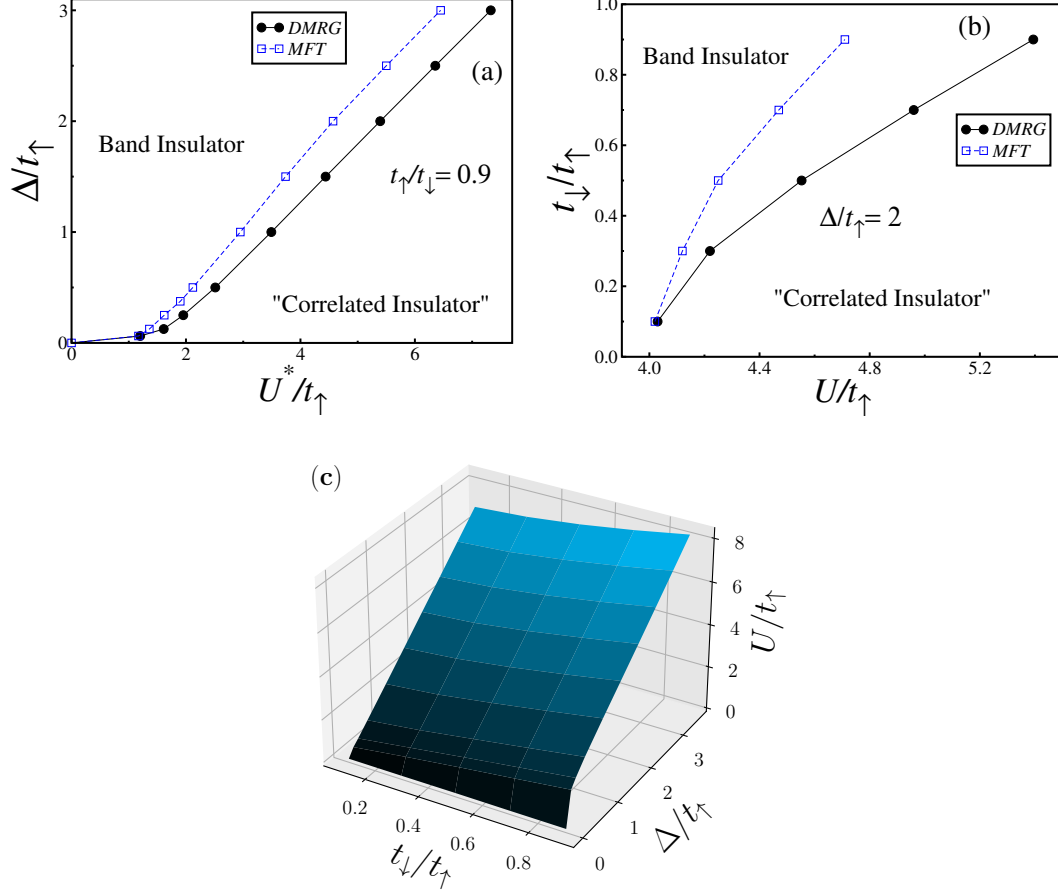 3
2
1
0
Δ/t↑
DMRG
MFT
(a)
Band Insulator
t↑/t↓= 0.9
"Correlated Insulator"
0
2
4
6
U*/t↑
1.0
0.8
0.6
0.4
0.2
0.0
t↓/t↑
(b)
Band Insulator
DMRG
MFT
Δ/t↑= 2
"Correlated Insulator"
4.0
4.4
4.8
5.2
U/t↑
(c)
8
6
4
2
0
U/t↑
3
2
1
0
Δ/t↑
0.2
0.4
0.6
0.8
t↓/t↑